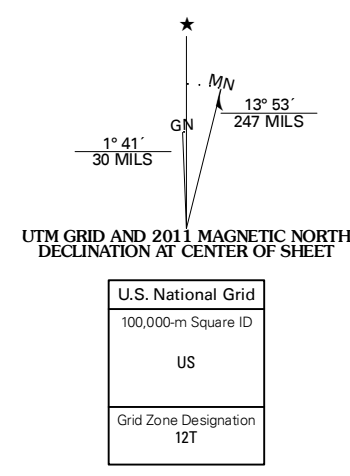 ★
MN
GN
13° 53´
247 MILS
1° 41´
30 MILS
UTM GRID AND 2011 MAGNETIC NORTH
DECLINATION AT CENTER OF SHEET
U.S. National Grid
100,000-m Square ID
US
Grid Zone Designation
12T